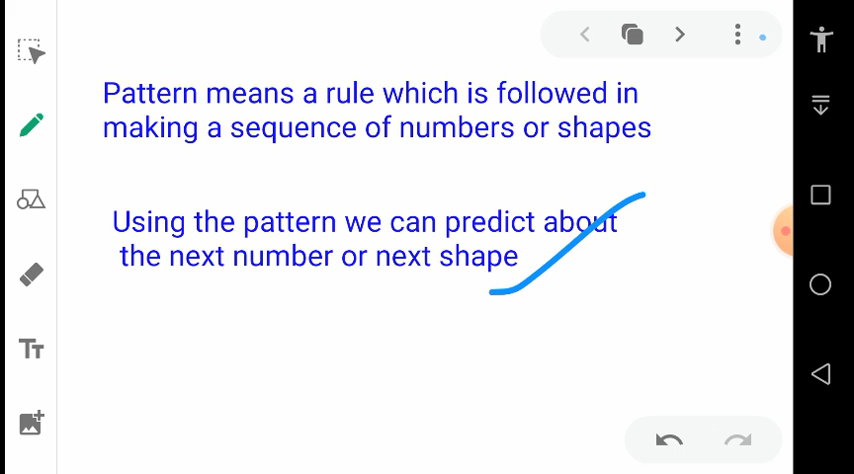 Pattern means a rule which is followed in
making a sequence of numbers or shapes
Using the pattern we can predict about
the next number or next shape
TT